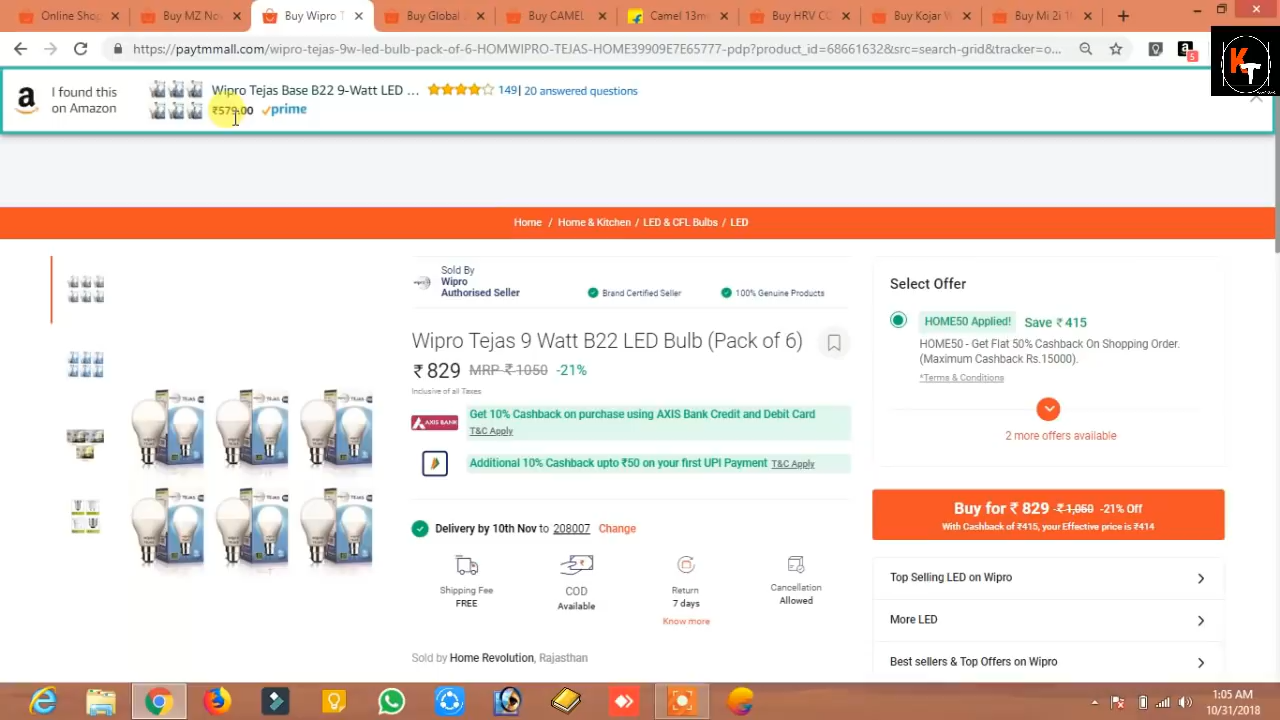 Online Shop
Buy MZ Nov
Buy Wipro T
Buy Global
Buy CAMEL
Camel 13m
Buy HRV CC
Buy Kojar W
Buy Mi 2i 10
https://paytmmall.com/wipro-tejas-9w-led-bulb-pack-of-6-HOMWIPRO-TEJAS-HOME39909E7E65777-pdp?product_id=68661632&src=search-grid&tracker=o...
5
KT
a
I found this
on Amazon
Wipro Tejas Base B22 9-Watt LED ...
149| 20 answered questions
₹579.00 prime
Home / Home & Kitchen / LED & CFL Bulbs / LED
Sold By
Wipro
Authorised Seller
Brand Certified Seller
100% Genuine Products
Wipro Tejas 9 Watt B22 LED Bulb (Pack of 6)
₹ 829 MRP ₹ 1050 -21%
Inclusive of all Taxes
AXIS BANK
Get 10% Cashback on purchase using AXIS Bank Credit and Debit Card
T&C Apply
Additional 10% Cashback upto ₹50 on your first UPI Payment T&C Apply
Delivery by 10th Nov to 208007 Change
Shipping Fee
FREE
COD
Available
Return
7 days
Know more
Cancellation
Allowed
Sold by Home Revolution, Rajasthan
Select Offer
HOME50 Applied! Save ₹ 415
HOME50 - Get Flat 50% Cashback On Shopping Order.
(Maximum Cashback Rs.15000).
*Terms & Conditions
2 more offers available
Buy for ₹ 829 ₹ 1,050 -21% Off
With Cashback of ₹415, your Effective price is ₹414
Top Selling LED on Wipro
More LED
Best sellers & Top Offers on Wipro
1:05 AM
10/31/2018